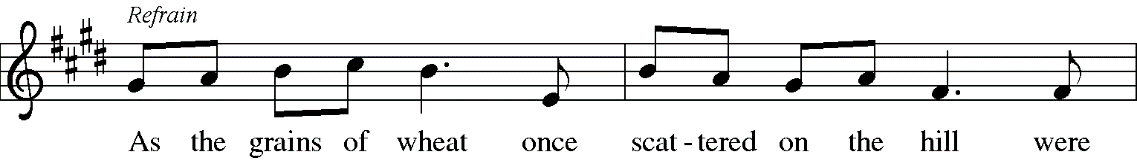 Refrain
As the grains of wheat once scat - tered on the hill were